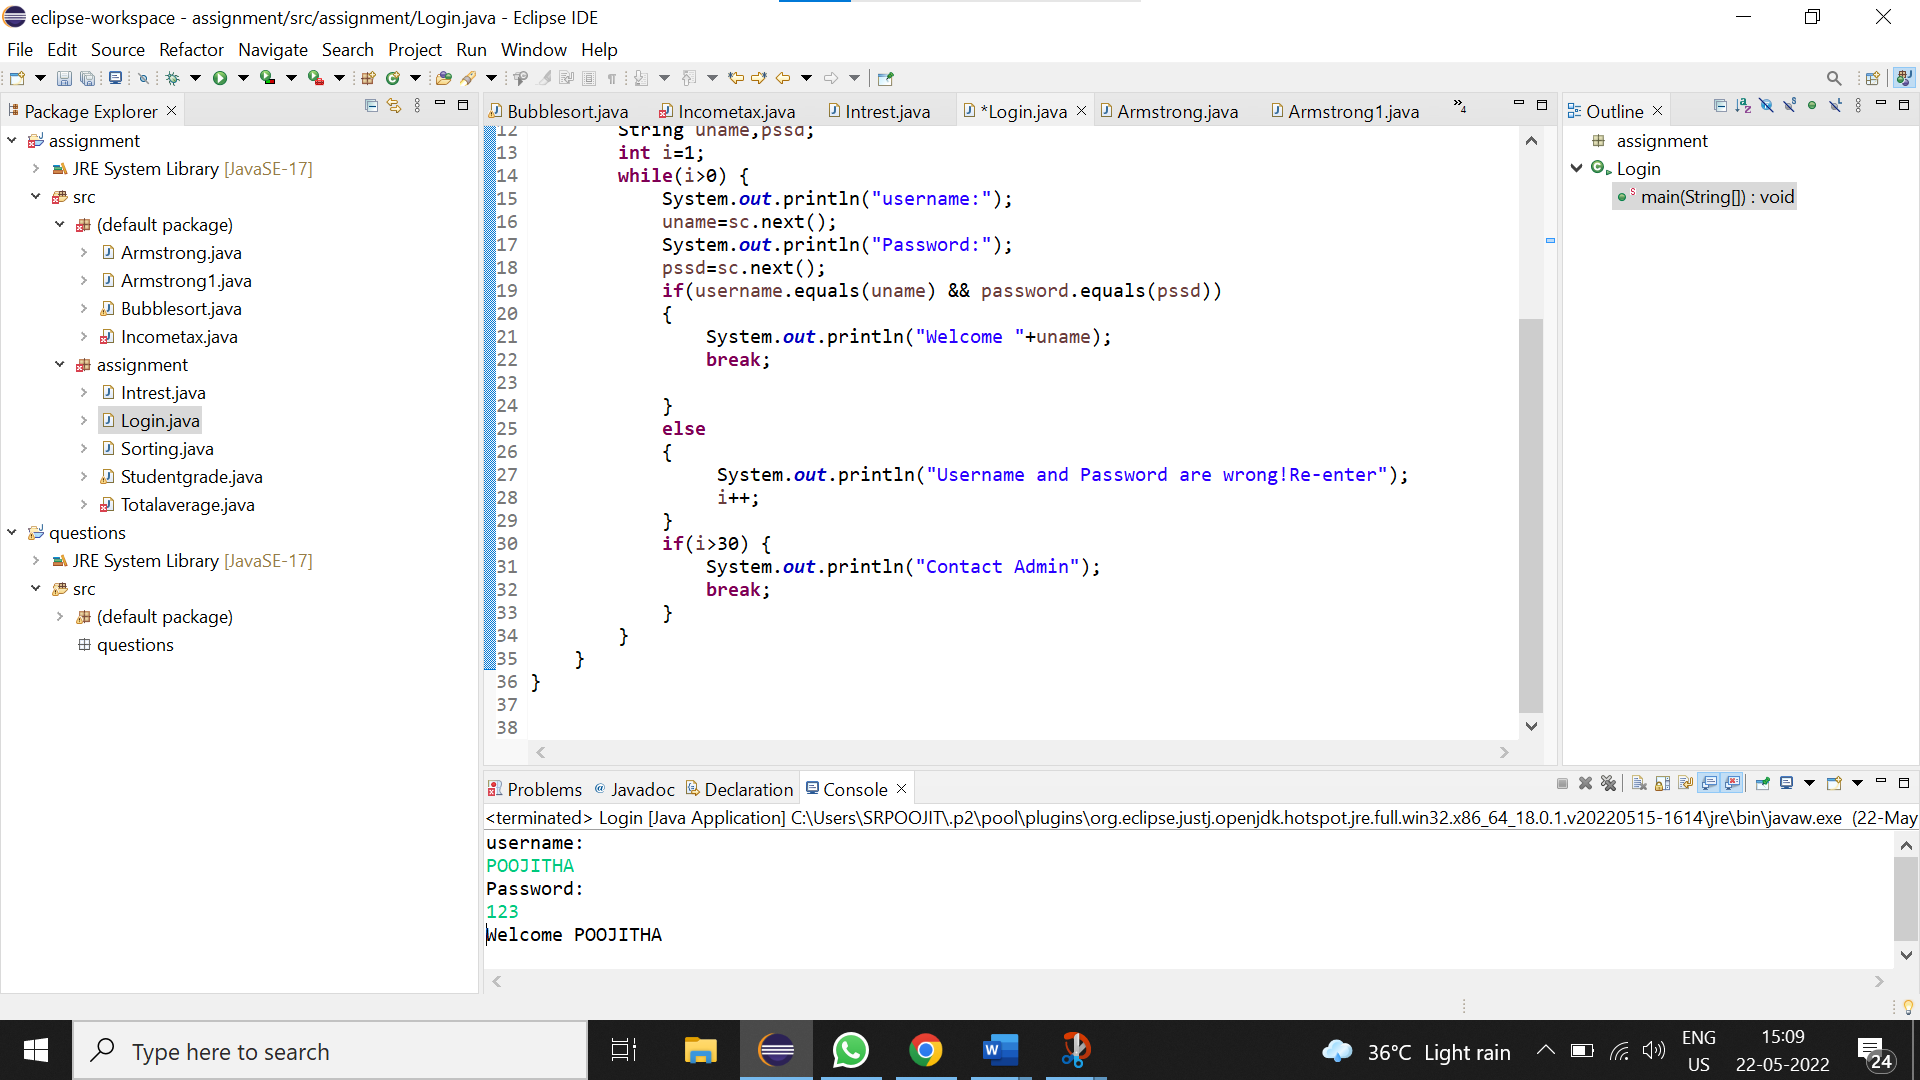 eclipse-workspace - assignment/src/assignment/Login.java - Eclipse IDE
File Edit Source Refactor Navigate Search Project Run Window Help
Package Explorer
assignment
JRE System Library [JavaSE-17]
src
(default package)
Armstrong.java
Armstrong1.java
Bubblesort.java
Incometax.java
assignment
Intrest.java
Login.java
Sorting.java
Studentgrade.java
Totalaverage.java
questions
JRE System Library [JavaSE-17]
src
(default package)
questions
Bubblesort.java Incometax.java Intrest.java *Login.java Armstrong.java Armstrong1.java »4
12 String uname,pssd;
13 int i=1;
14 while(i>0) {
15 System.out.println("username:");
16 uname=sc.next();
17 System.out.println("Password:");
18 pssd=sc.next();
19 if(username.equals(uname) && password.equals(pssd))
20 {
21 System.out.println("Welcome "+uname);
22 break;
23
24 }
25 else
26 {
27 System.out.println("Username and Password are wrong!Re-enter");
28 i++;
29 }
30 if(i>30) {
31 System.out.println("Contact Admin");
32 break;
33 }
34 }
35 }
36 }
37
38
Outline
assignment
Login
main(String[]) : void
Problems Javadoc Declaration Console
<terminated> Login [Java Application] C:\Users\SRPOOJIT\.p2\pool\plugins\org.eclipse.justj.openjdk.hotspot.jre.full.win32.x86_64_18.0.1.v20220515-1614\jre\bin\javaw.exe (22-May
username:
POOJITHA
Password:
123
Welcome POOJITHA
Type here to search
36°C Light rain
ENG
US
15:09
22-05-2022
24